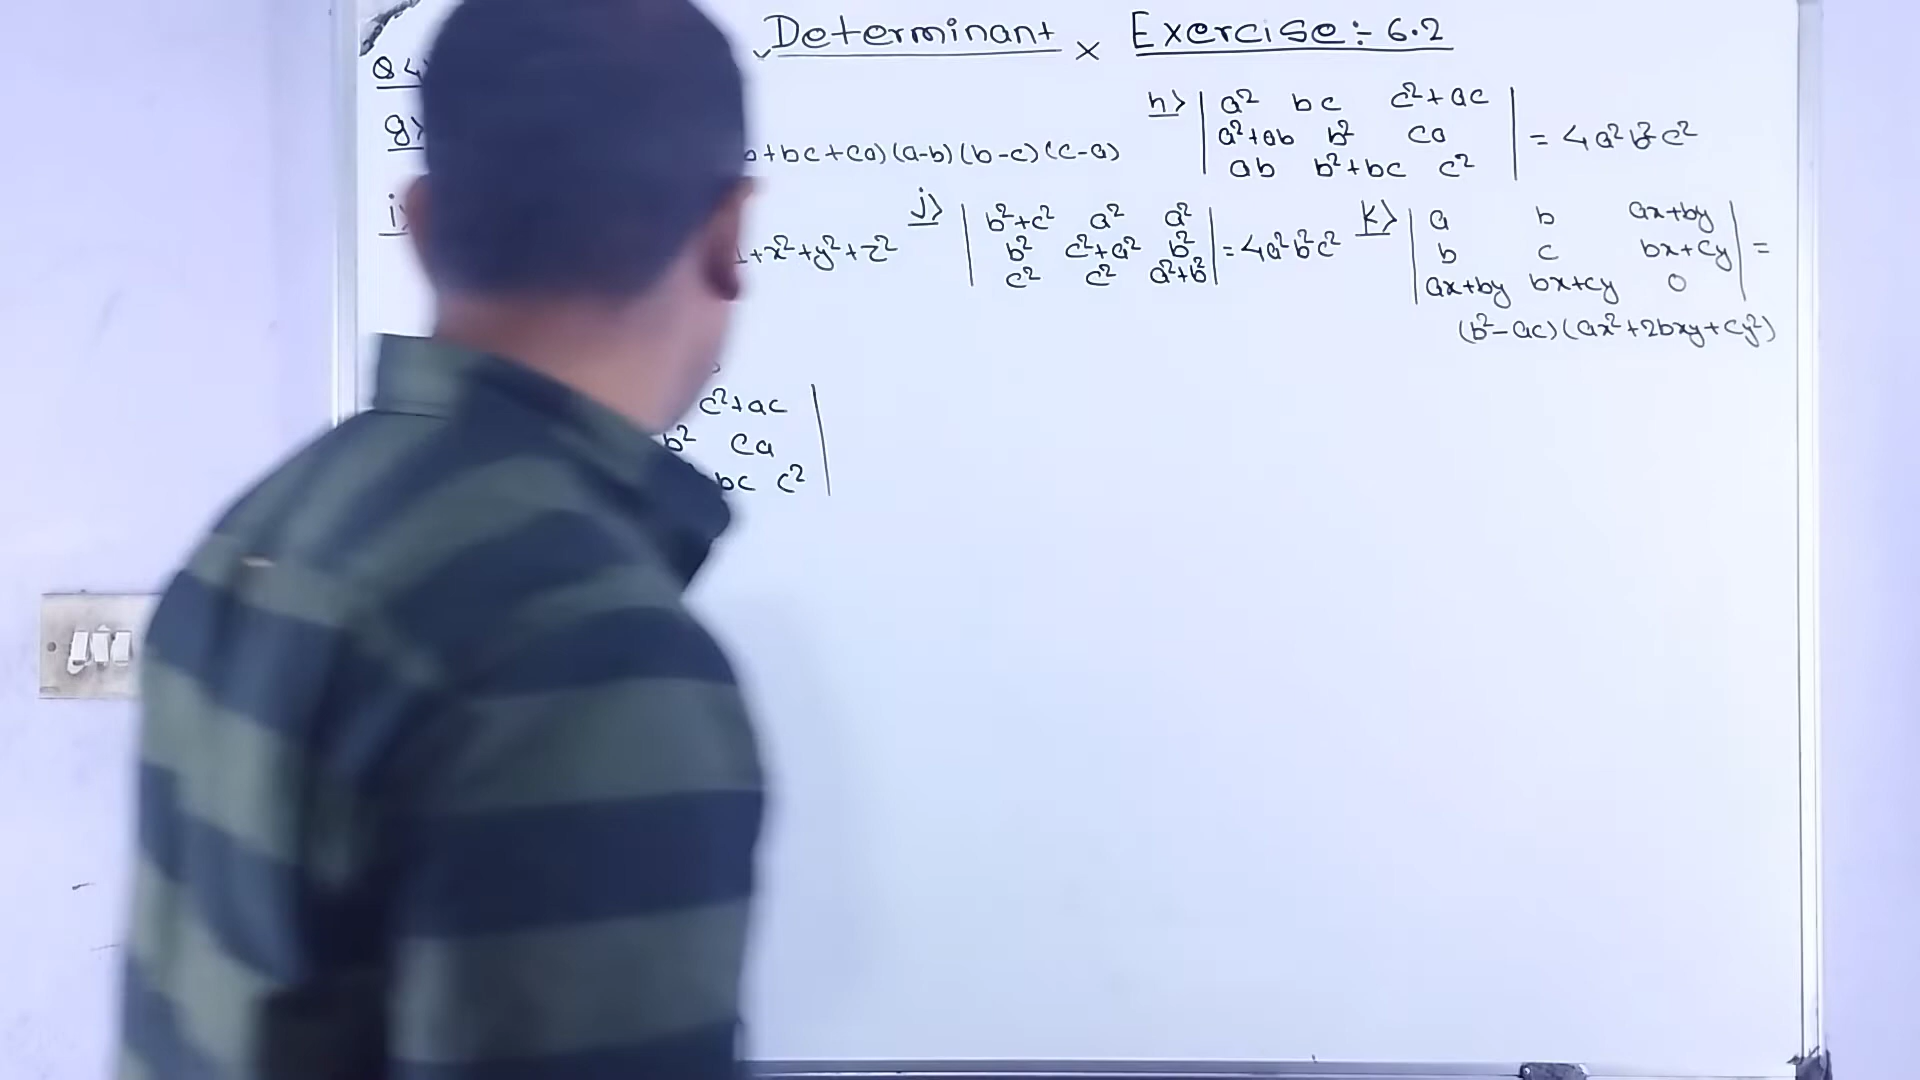 Determinant × Exercise:- 6.2
Q 4
g>
+bc+ca)(a-b)(b-c)(c-a)
h> | a² bc c²+ac |
| a²+ab b² ca | = 4a²b²c²
| ab b²+bc c² |
i>
+x²+y²+z²
j> | b²+c² a² a² |
| b² c²+a² b² | = 4a²b²c²
| c² c² a²+b² |
k> | a b ax+by |
| b c bx+cy | =
| ax+by bx+cy 0 |
(b²-ac)(ax²+2bxy+cy²)
c²+ac |
b² ca |
bc c² |